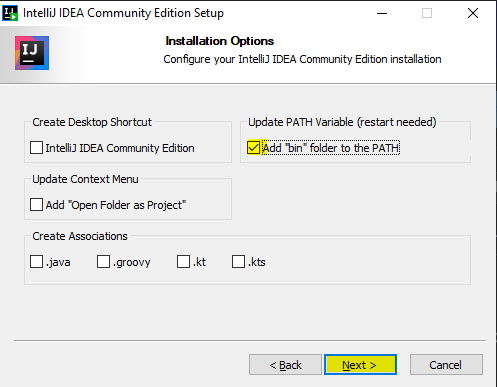 IntelliJ IDEA Community Edition Setup
IJ
Installation Options
Configure your IntelliJ IDEA Community Edition installation
Create Desktop Shortcut
IntelliJ IDEA Community Edition
Update PATH Variable (restart needed)
Add "bin" folder to the PATH
Update Context Menu
Add "Open Folder as Project"
Create Associations
.java .groovy .kt .kts
< Back Next > Cancel